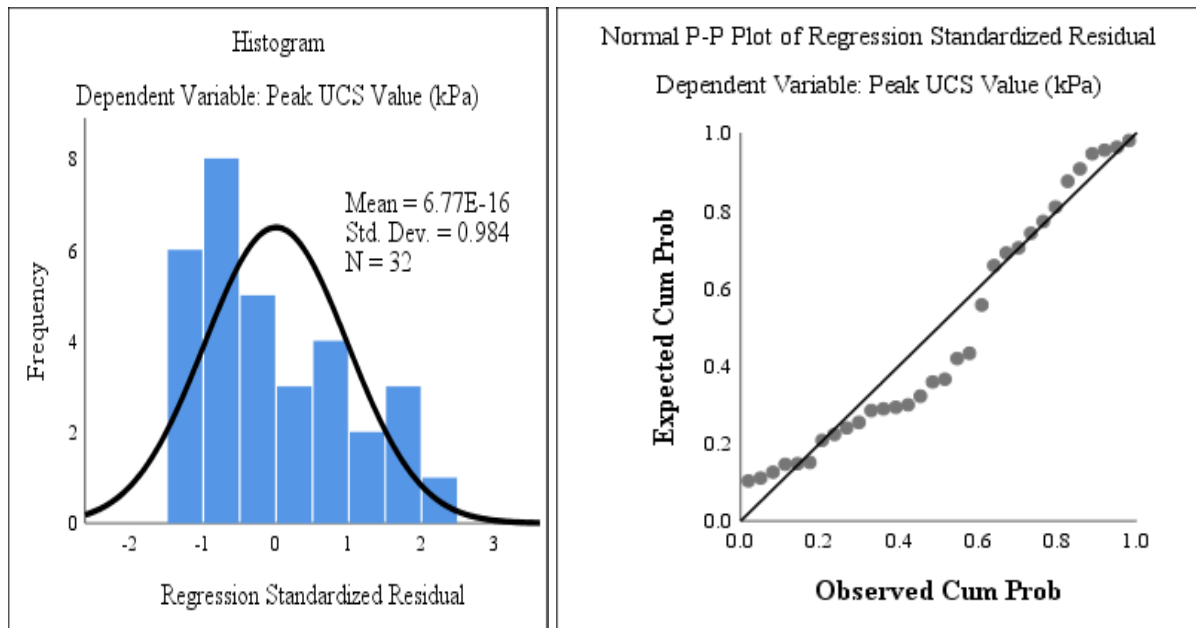 Histogram
Dependent Variable: Peak UCS Value (kPa)
Mean = 6.77E-16
Std. Dev. = 0.984
N = 32
Frequency
8
6
4
2
0
-2 -1 0 1 2 3
Regression Standardized Residual
Normal P-P Plot of Regression Standardized Residual
Dependent Variable: Peak UCS Value (kPa)
Expected Cum Prob
1.0
0.8
0.6
0.4
0.2
0.0
0.0 0.2 0.4 0.6 0.8 1.0
Observed Cum Prob